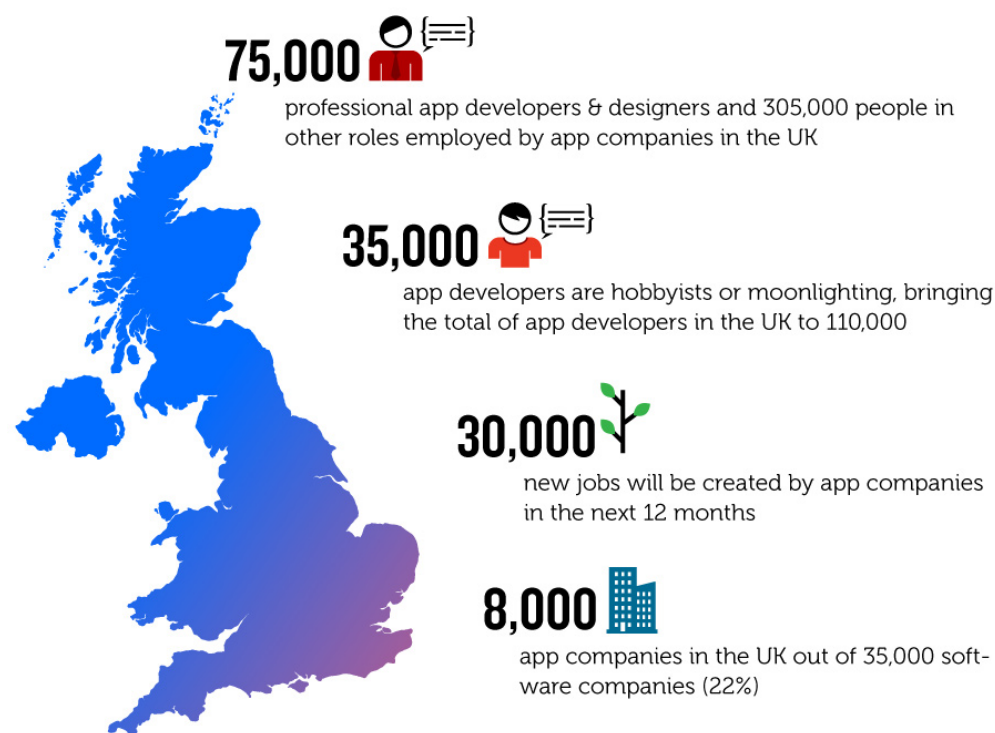 75,000
professional app developers & designers and 305,000 people in
other roles employed by app companies in the UK
35,000
app developers are hobbyists or moonlighting, bringing
the total of app developers in the UK to 110,000
30,000
new jobs will be created by app companies
in the next 12 months
8,000
app companies in the UK out of 35,000 soft-
ware companies (22%)